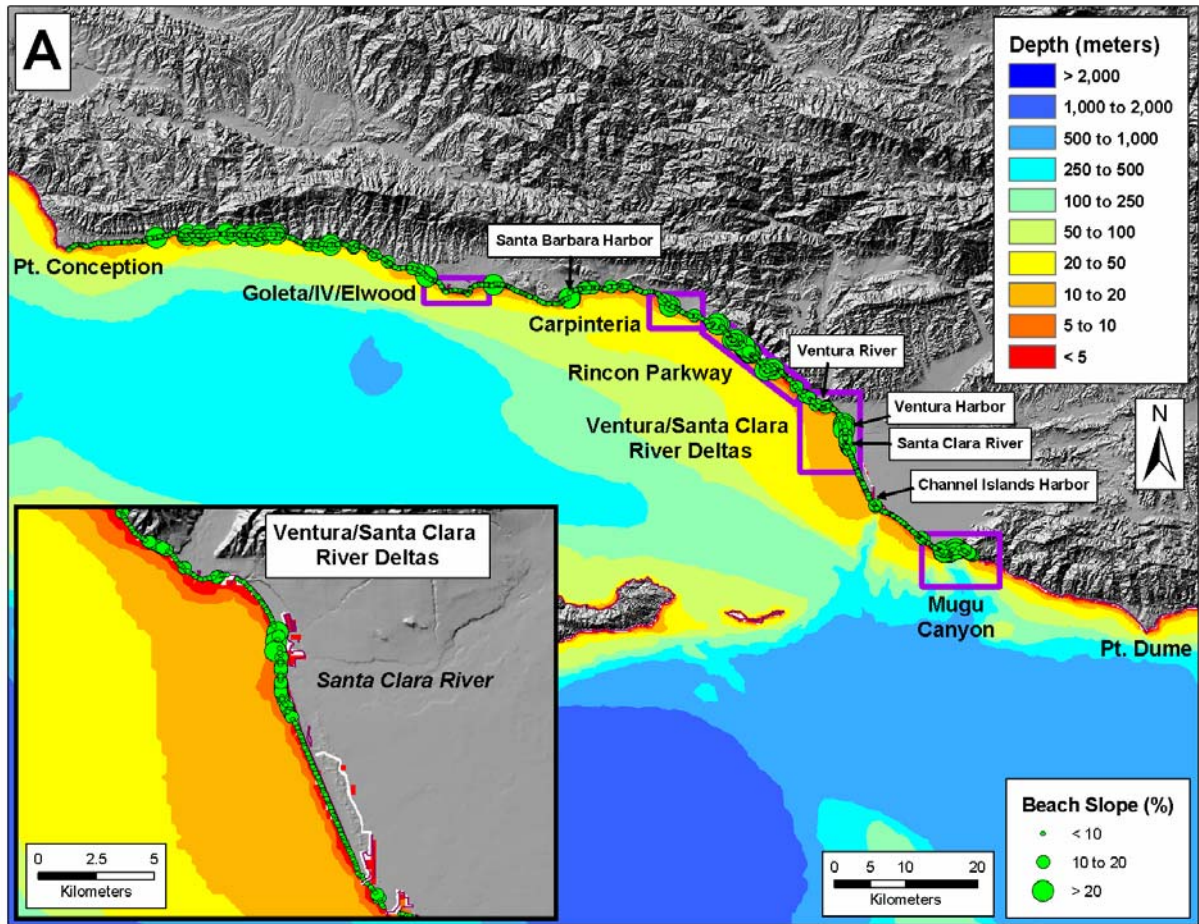 A
Depth (meters)
> 2,000
1,000 to 2,000
500 to 1,000
250 to 500
100 to 250
50 to 100
20 to 50
10 to 20
5 to 10
< 5
Santa Barbara Harbor
Pt. Conception
Goleta/IV/Elwood
Carpinteria
Ventura River
Rincon Parkway
Ventura Harbor
Ventura/Santa Clara
River Deltas
Santa Clara River
N
Channel Islands Harbor
Mugu
Canyon
Pt. Dume
Ventura/Santa Clara
River Deltas
Santa Clara River
0 2.5 5
Kilometers
0 5 10 20
Kilometers
Beach Slope (%)
< 10
10 to 20
> 20